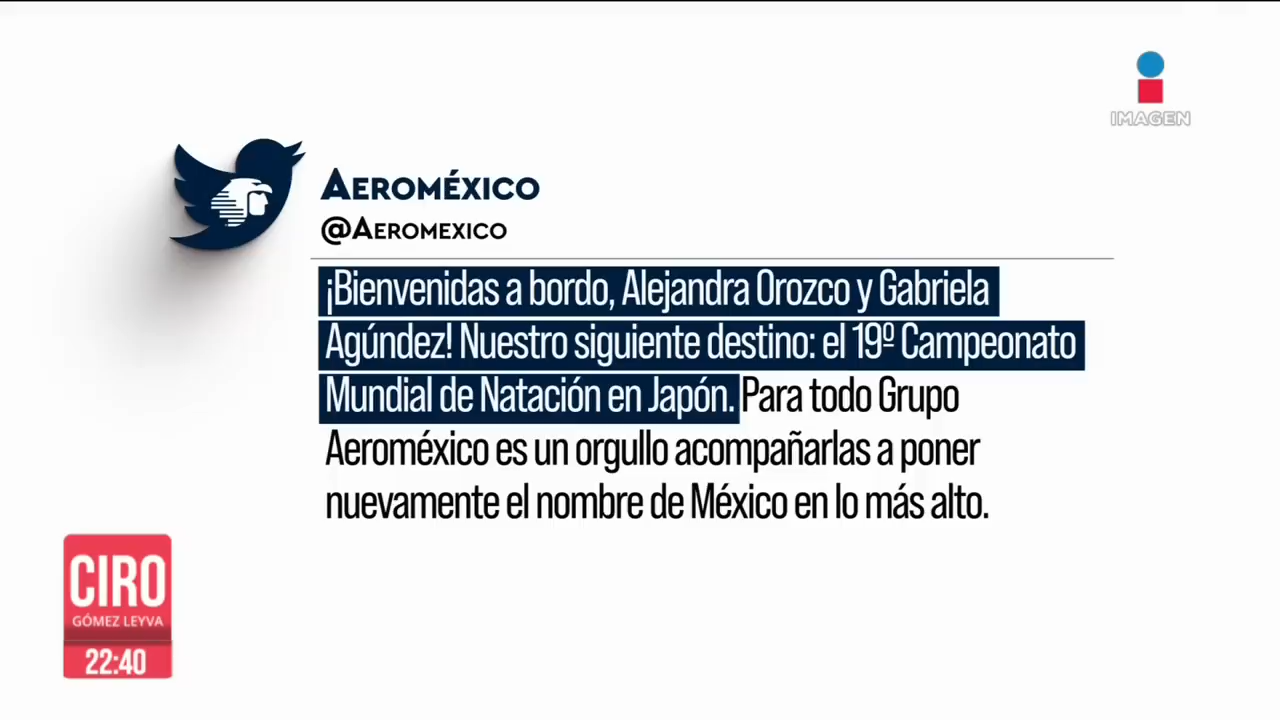 IMAGEN
AEROMÉXICO
@AEROMEXICO
¡Bienvenidas a bordo, Alejandra Orozco y Gabriela
Agúndez! Nuestro siguiente destino: el 19º Campeonato
Mundial de Natación en Japón. Para todo Grupo
Aeroméxico es un orgullo acompañarlas a poner
nuevamente el nombre de México en lo más alto.
CIRO
GÓMEZ LEYVA
22:40